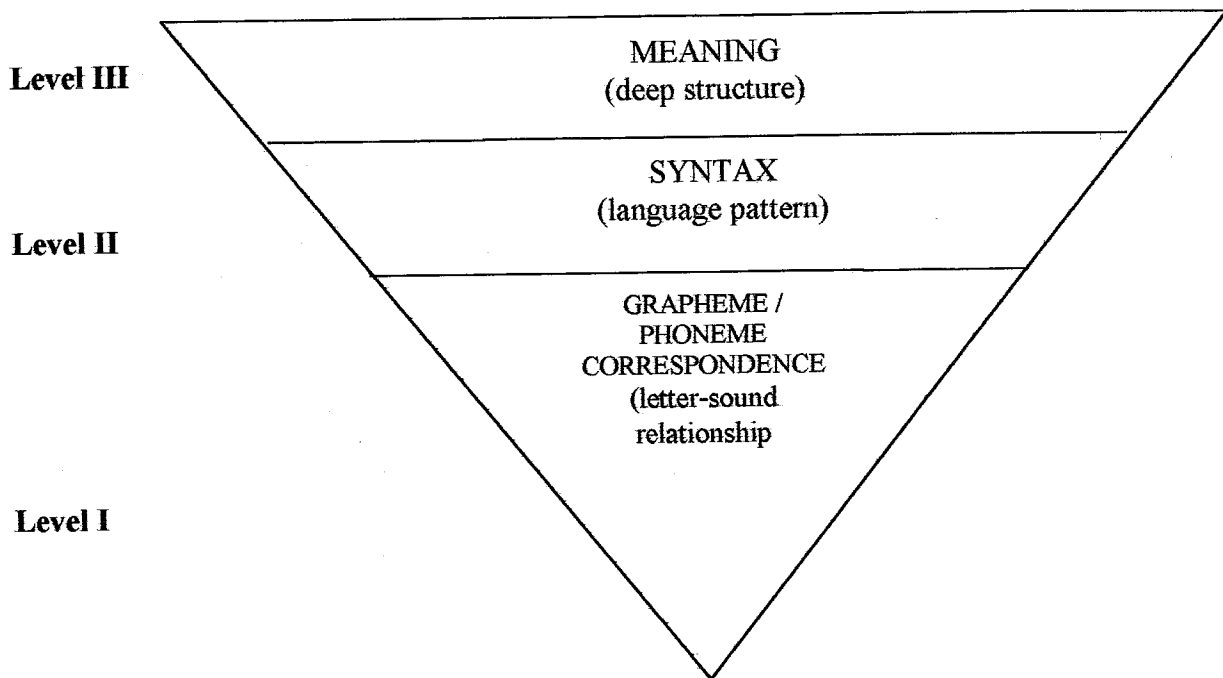 Level III
MEANING
(deep structure)
SYNTAX
(language pattern)
Level II
GRAPHEME /
PHONEME
CORRESPONDENCE
(letter-sound
relationship
Level I